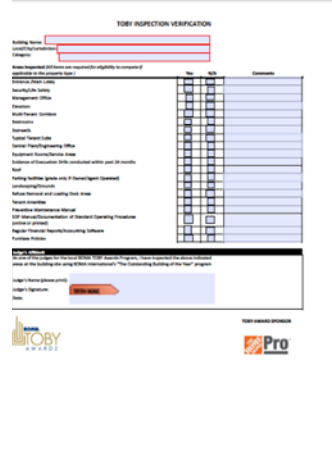 TOBY INSPECTION VERIFICATION
Building Name:
Local/City/Jurisdiction:
Category:
Areas Inspected (All items are required for eligibility to compete if
applicable to the property type.) Yes N/A Comments
Entrance /Main Lobby
Security/Life Safety
Management Office
Elevators
Multi-Tenant Corridors
Restrooms
Stairwells
Typical Tenant Suite
Central Plant/Engineering Office
Equipment Rooms/Service Areas
Evidence of Evacuation Drills conducted within past 24 months
Roof
Parking Facilities (grade only if Owner/Agent Operated)
Landscaping/Grounds
Refuse Removal and Loading Dock Areas
Tenant Amenities
Preventive Maintenance Manual
SOP Manual/Documentation of Standard Operating Procedures
(online or printed)
Regular Financial Reports/Accounting Software
Purchase Policies
Judge's Affidavit
As one of the judges for the local BOMA TOBY Awards Program, I have inspected the above indicated
areas at the building site using BOMA International's "The Outstanding Building of the Year" program
Judge's Name (please print):
Judge's Signature:
Date:
BOMA
TOBY
AWARDS
TOBY AWARD SPONSOR
Pro